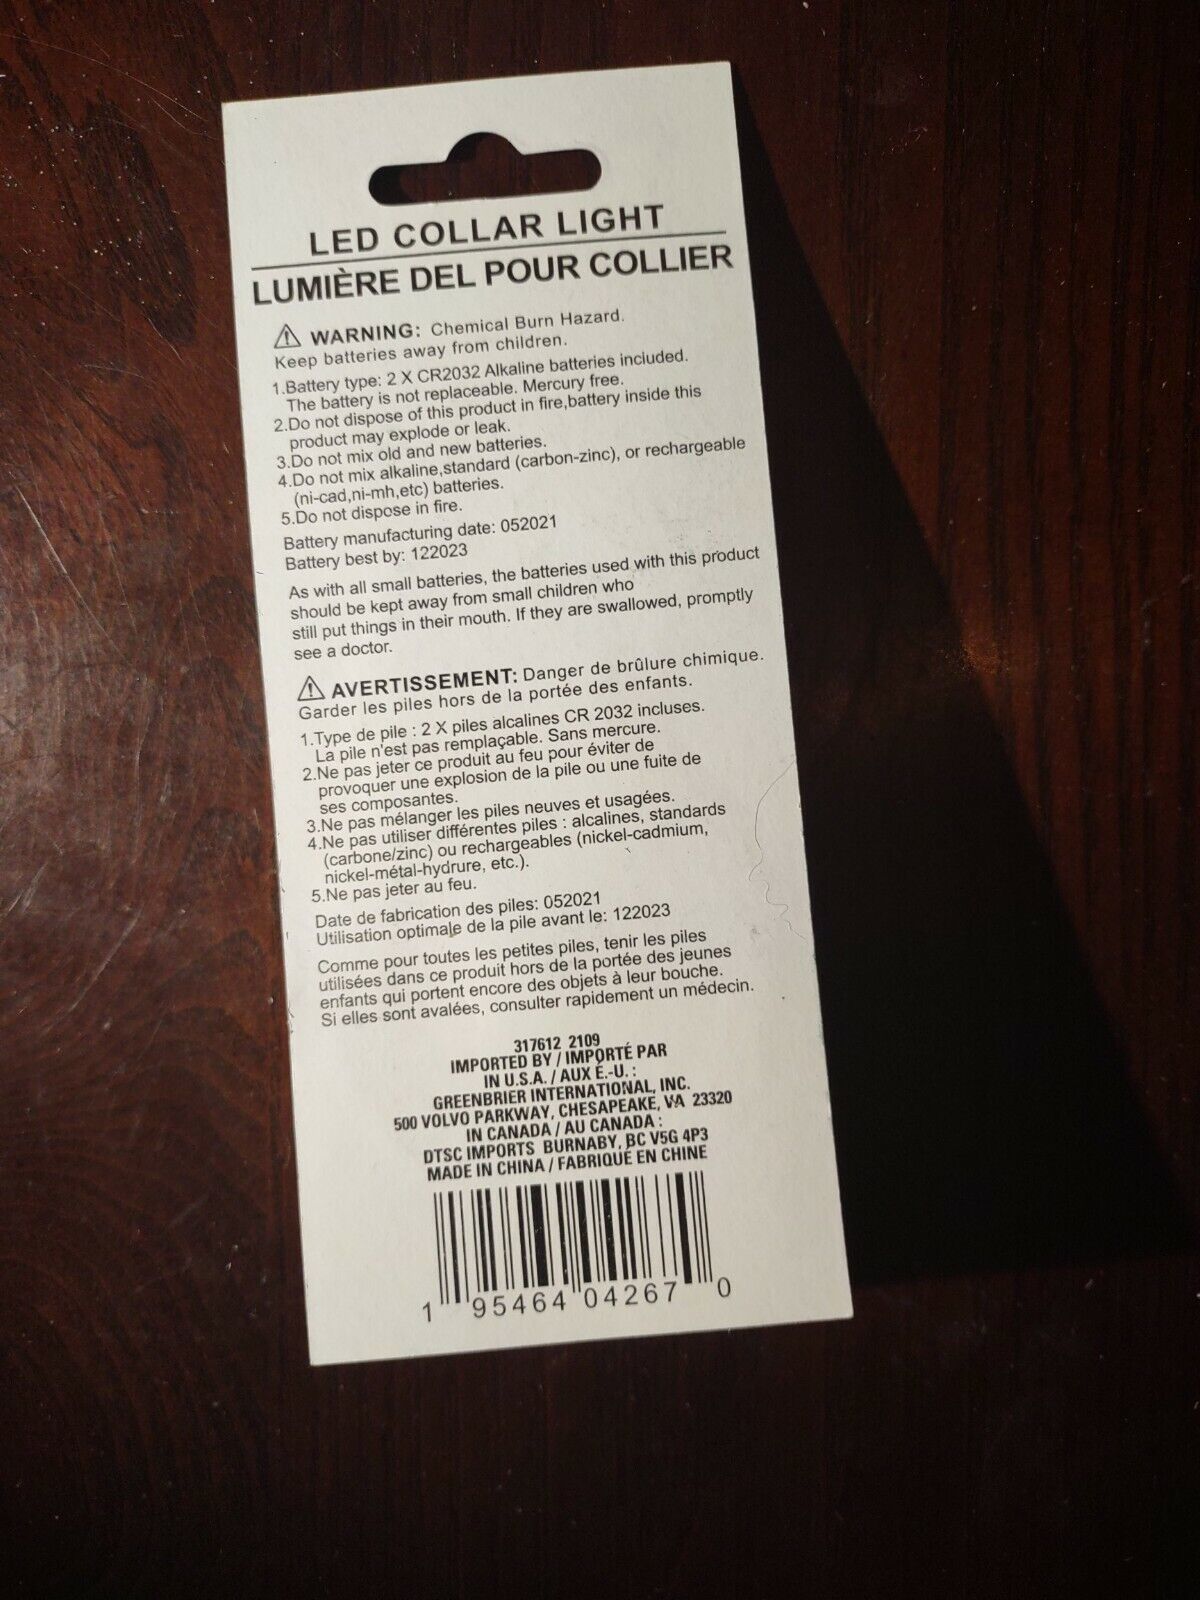 LED COLLAR LIGHT
LUMIÈRE DEL POUR COLLIER
⚠ WARNING: Chemical Burn Hazard.
Keep batteries away from children.
1.Battery type: 2 X CR2032 Alkaline batteries included.
The battery is not replaceable. Mercury free.
2.Do not dispose of this product in fire,battery inside this
product may explode or leak.
3.Do not mix old and new batteries.
4.Do not mix alkaline,standard (carbon-zinc), or rechargeable
(ni-cad,ni-mh,etc) batteries.
5.Do not dispose in fire.
Battery manufacturing date: 052021
Battery best by: 122023
As with all small batteries, the batteries used with this product
should be kept away from small children who
still put things in their mouth. If they are swallowed, promptly
see a doctor.
⚠ AVERTISSEMENT: Danger de brûlure chimique.
Garder les piles hors de la portée des enfants.
1.Type de pile : 2 X piles alcalines CR 2032 incluses.
La pile n'est pas remplaçable. Sans mercure.
2.Ne pas jeter ce produit au feu pour éviter de
provoquer une explosion de la pile ou une fuite de
ses composantes.
3.Ne pas mélanger les piles neuves et usagées.
4.Ne pas utiliser différentes piles : alcalines, standards
(carbone/zinc) ou rechargeables (nickel-cadmium,
nickel-métal-hydrure, etc.).
5.Ne pas jeter au feu.
Date de fabrication des piles: 052021
Utilisation optimale de la pile avant le: 122023
Comme pour toutes les petites piles, tenir les piles
utilisées dans ce produit hors de la portée des jeunes
enfants qui portent encore des objets à leur bouche.
Si elles sont avalées, consulter rapidement un médecin.
317612 2109
IMPORTED BY / IMPORTÉ PAR
IN U.S.A. / AUX É.-U. :
GREENBRIER INTERNATIONAL, INC.
500 VOLVO PARKWAY, CHESAPEAKE, VA 23320
IN CANADA / AU CANADA :
DTSC IMPORTS BURNABY, BC V5G 4P3
MADE IN CHINA / FABRIQUÉ EN CHINE
1 95464 04267 0